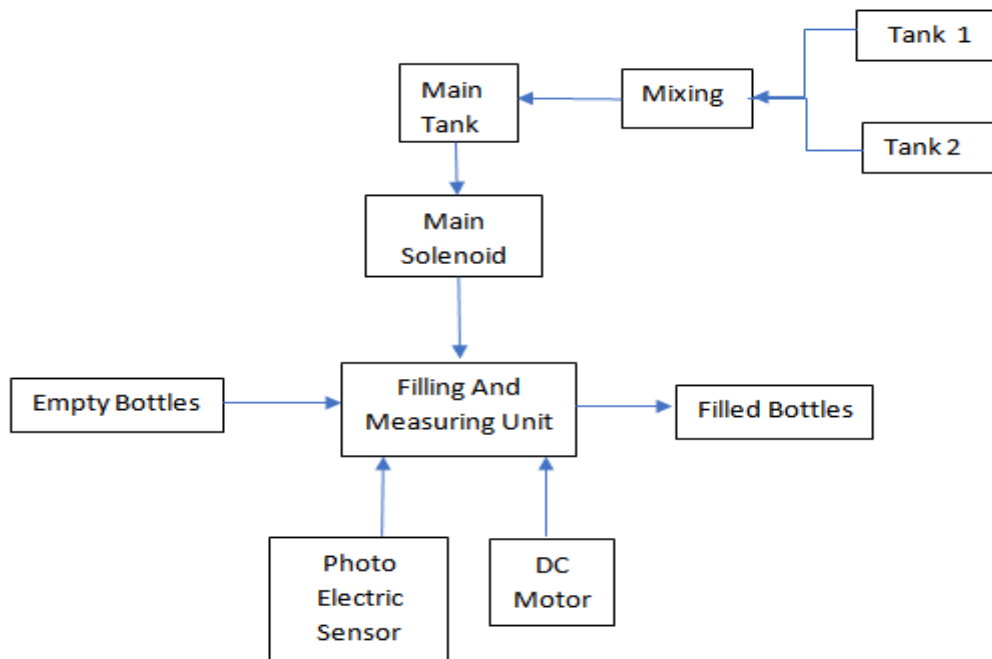 Tank 1
Main
Tank
Mixing
Tank 2
Main
Solenoid
Empty Bottles
Filling And
Measuring Unit
Filled Bottles
Photo
Electric
Sensor
DC
Motor